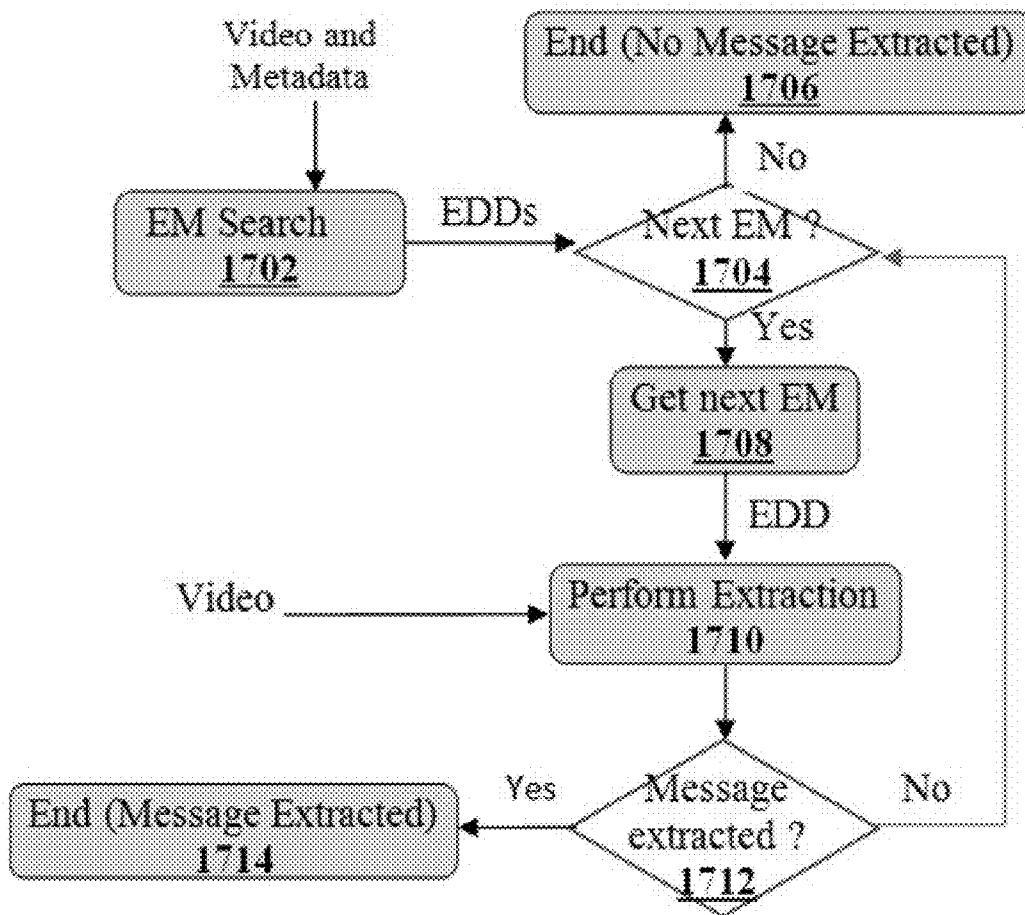 Video and
Metadata
End (No Message Extracted)
1706
No
EM Search
1702
EDDs
Next EM ?
1704
Yes
Get next EM
1708
EDD
Video
Perform Extraction
1710
End (Message Extracted)
1714
Yes
Message
extracted ?
1712
No